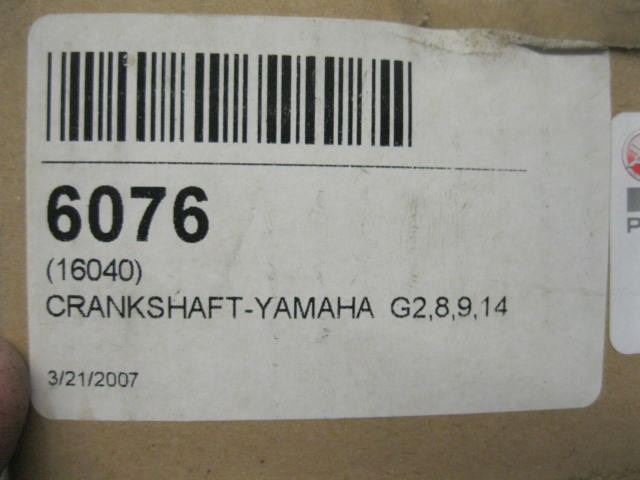 6076
(16040)
CRANKSHAFT-YAMAHA G2,8,9,14
3/21/2007
P